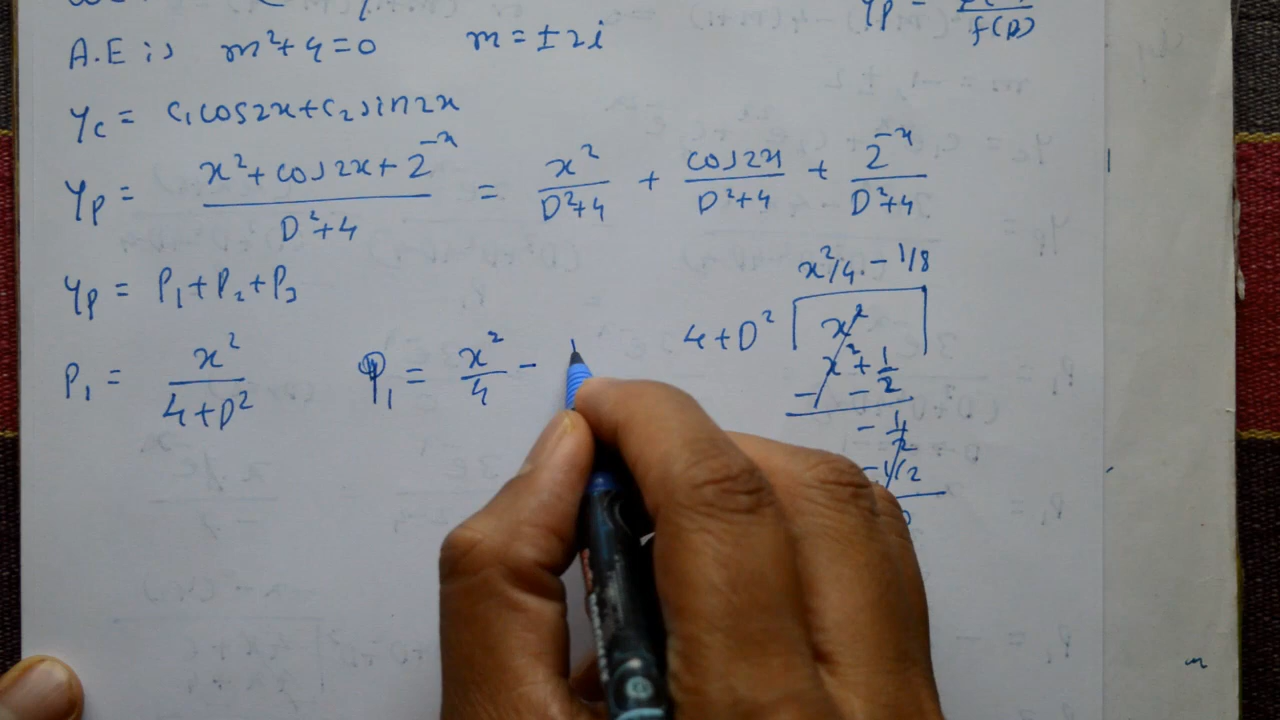 A.E is m²+4=0 m=±2i
f(D)
yc = c₁cos2x+c₂sin2x
yp = x²+cos2x+2⁻ˣ / D²+4 = x² / D²+4 + cos2x / D²+4 + 2⁻ˣ / D²+4
yp = P₁+P₂+P₃
P₁ = x² / 4+D²
P₁ = x² / 4 -
x²/4 - 1/8
4+D² x²
x²+ 1/2
- -
- 1/2
-1/2